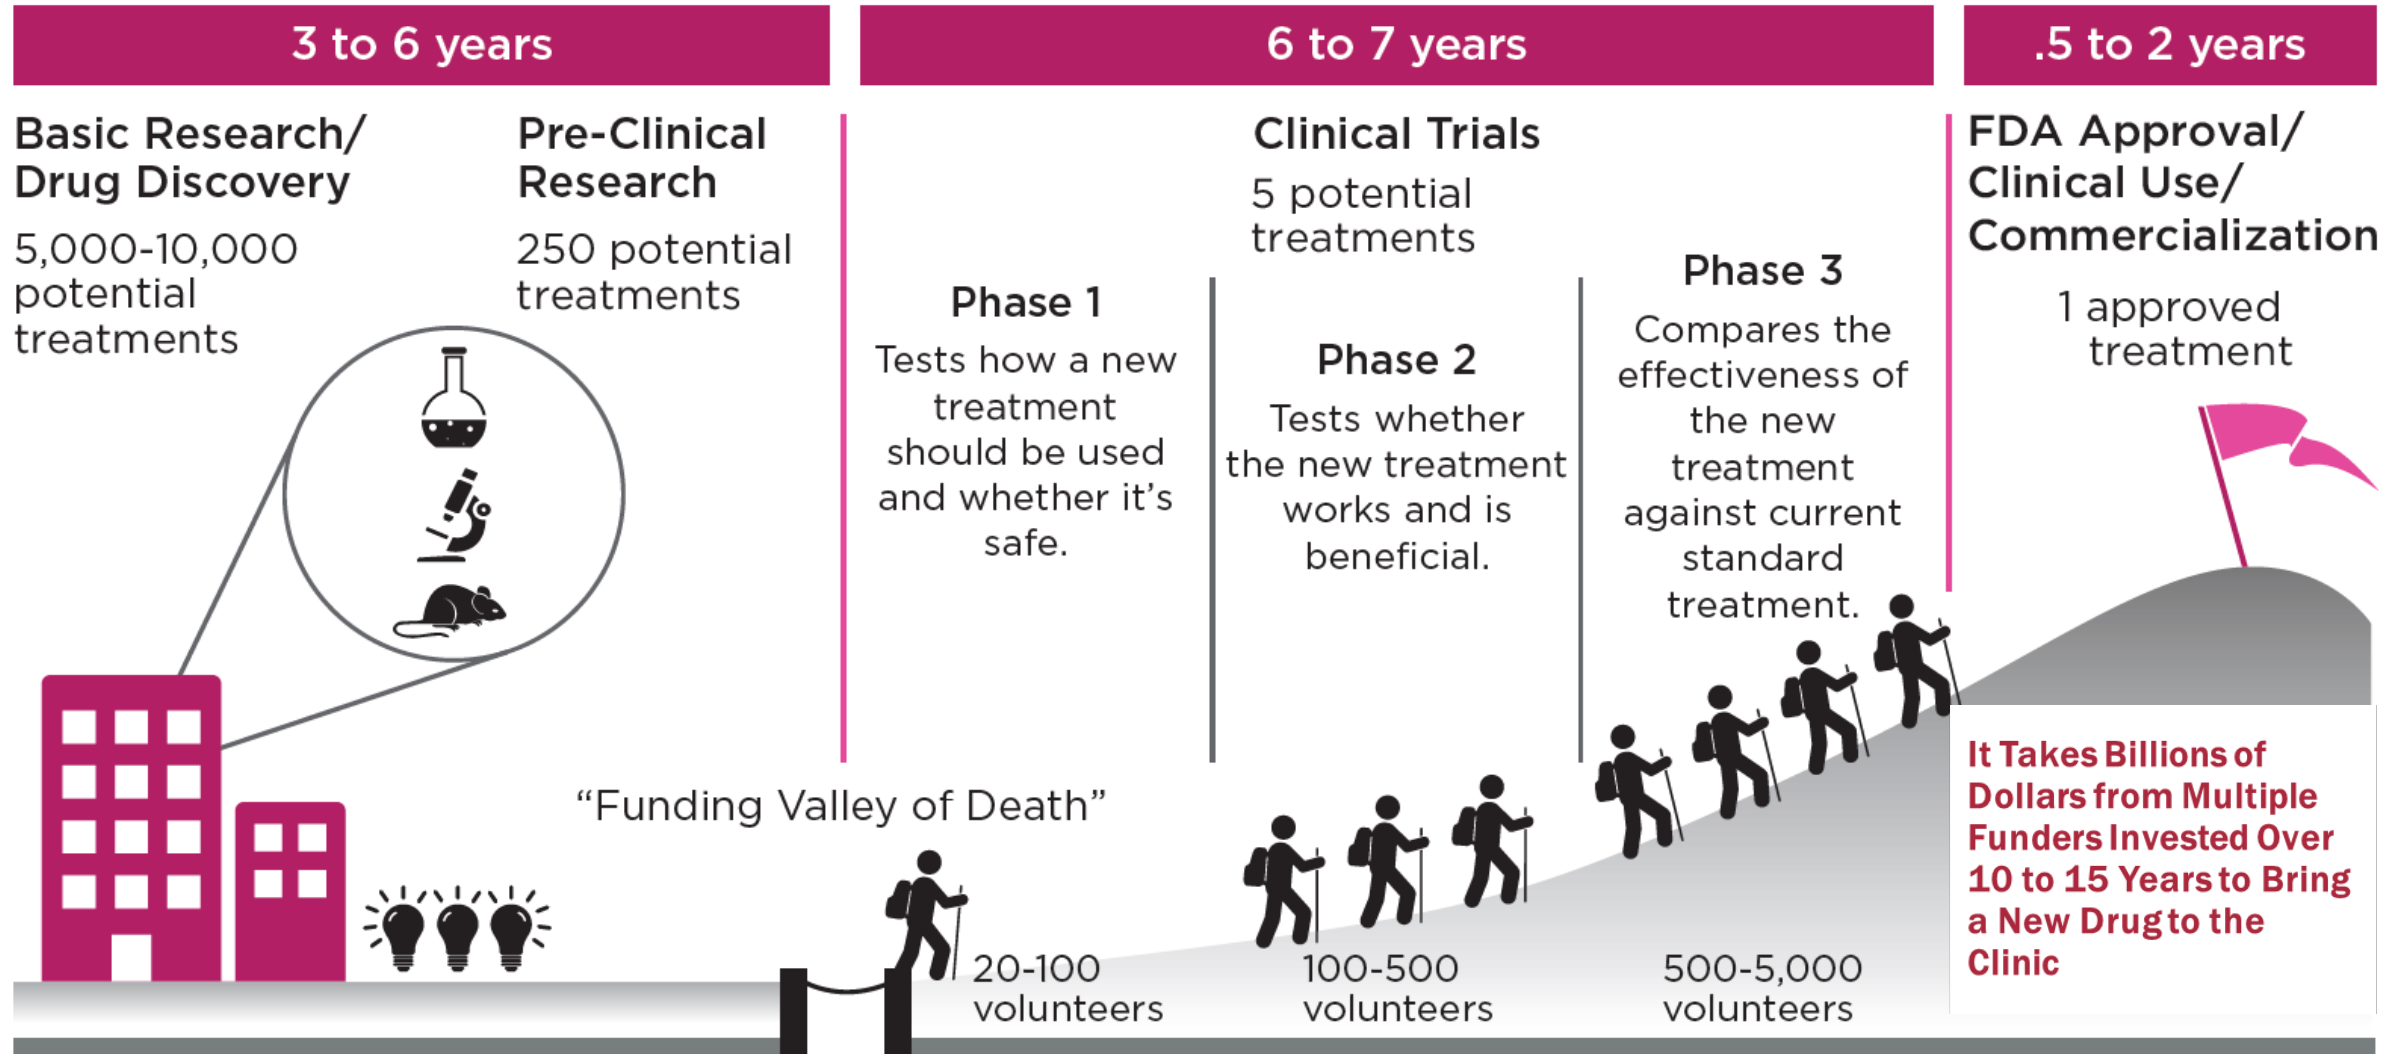 3 to 6 years
6 to 7 years
.5 to 2 years
Basic Research/
Drug Discovery
5,000-10,000
potential
treatments
Pre-Clinical
Research
250 potential
treatments
Clinical Trials
5 potential
treatments
Phase 1
Tests how a new
treatment
should be used
and whether it's
safe.
Phase 2
Tests whether
the new treatment
works and is
beneficial.
Phase 3
Compares the
effectiveness of
the new
treatment
against current
standard
treatment.
FDA Approval/
Clinical Use/
Commercialization
1 approved
treatment
“Funding Valley of Death”
20-100
volunteers
100-500
volunteers
500-5,000
volunteers
It Takes Billions of
Dollars from Multiple
Funders Invested Over
10 to 15 Years to Bring
a New Drug to the
Clinic